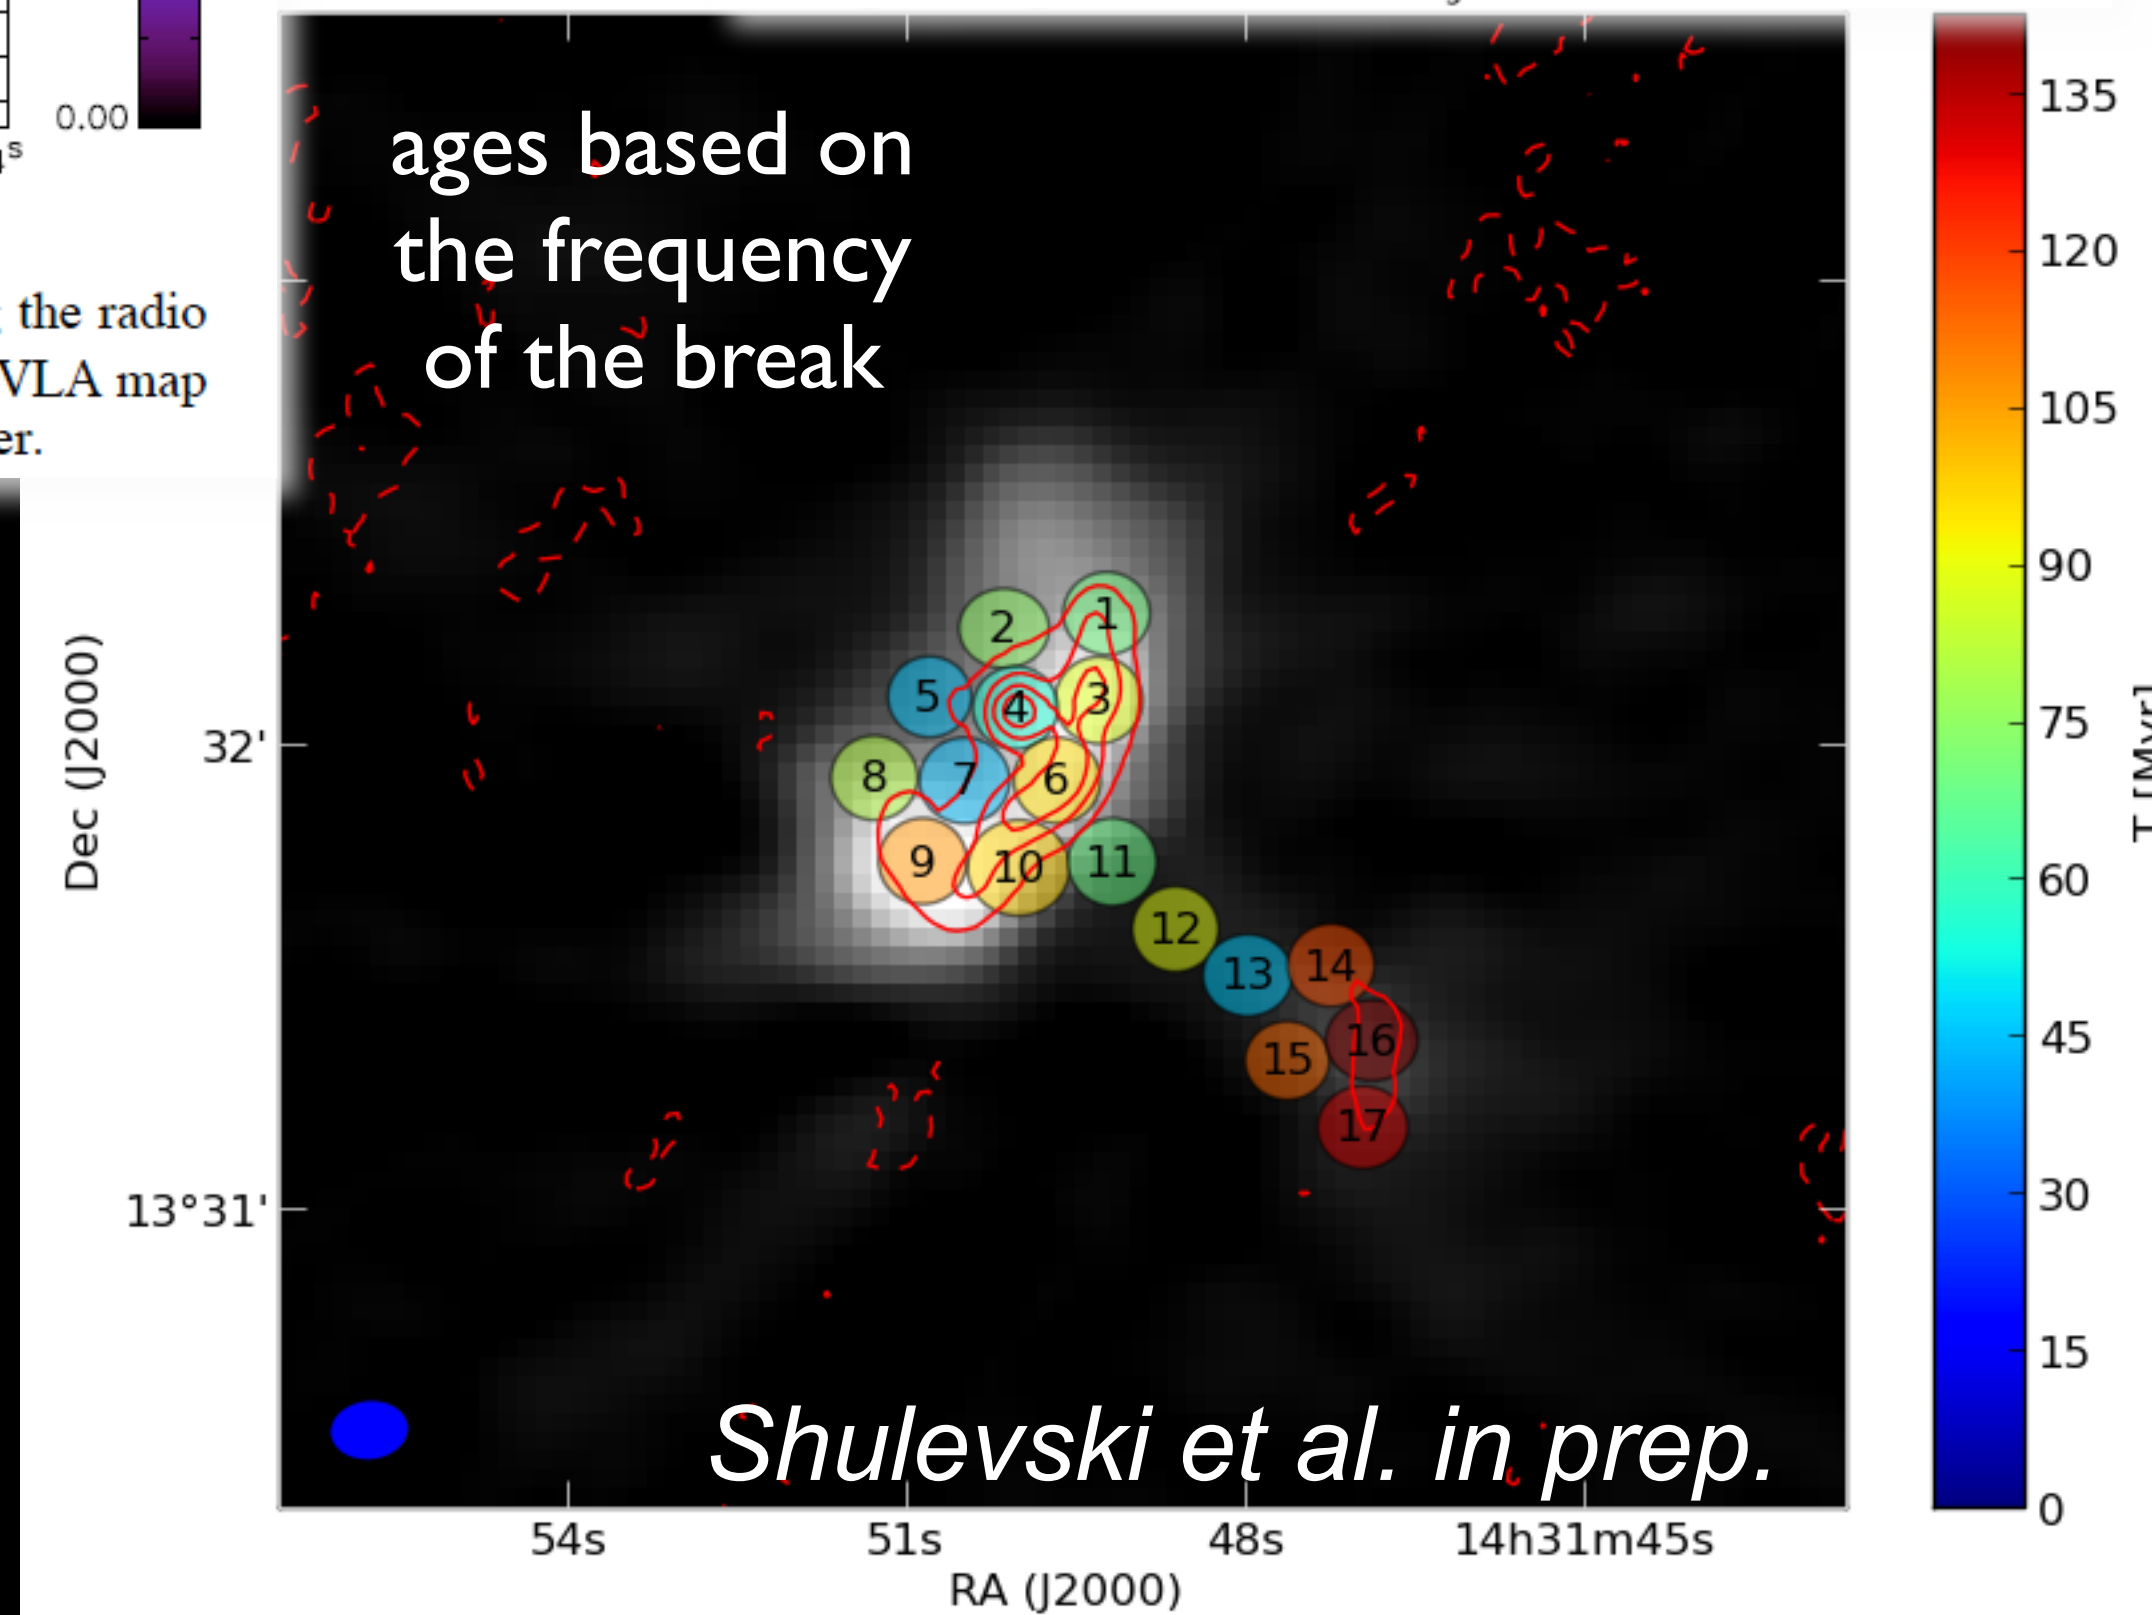 0.00
s
the radio
VLA map
er.
ages based on
the frequency
of the break
1
2
3
4
5
6
7
8
9
10
11
12
13
14
15
16
17
Shulevski et al. in prep.
Dec (J2000)
32'
13°31'
54s 51s 48s 14h31m45s
RA (J2000)
135
120
105
90
75
60
45
30
15
0
T [Myr]